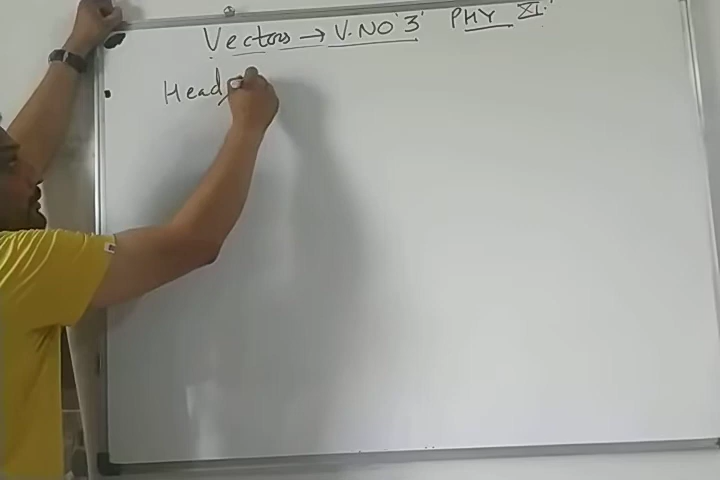 Vectors → V.NO '3' PHY XI.
Head